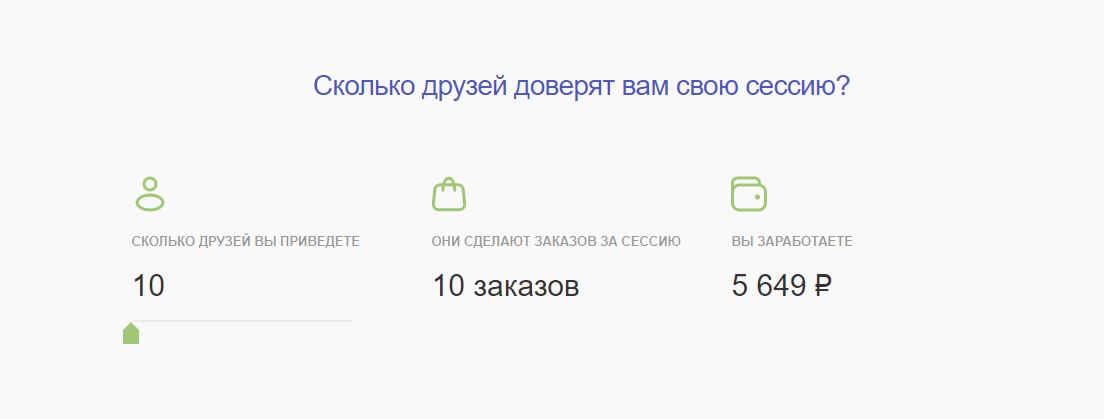 Сколько друзей доверят вам свою сессию?
СКОЛЬКО ДРУЗЕЙ ВЫ ПРИВЕДЕТЕ
ОНИ СДЕЛАЮТ ЗАКАЗОВ ЗА СЕССИЮ
ВЫ ЗАРАБОТАЕТЕ
10
10 заказов
5 649 ₽